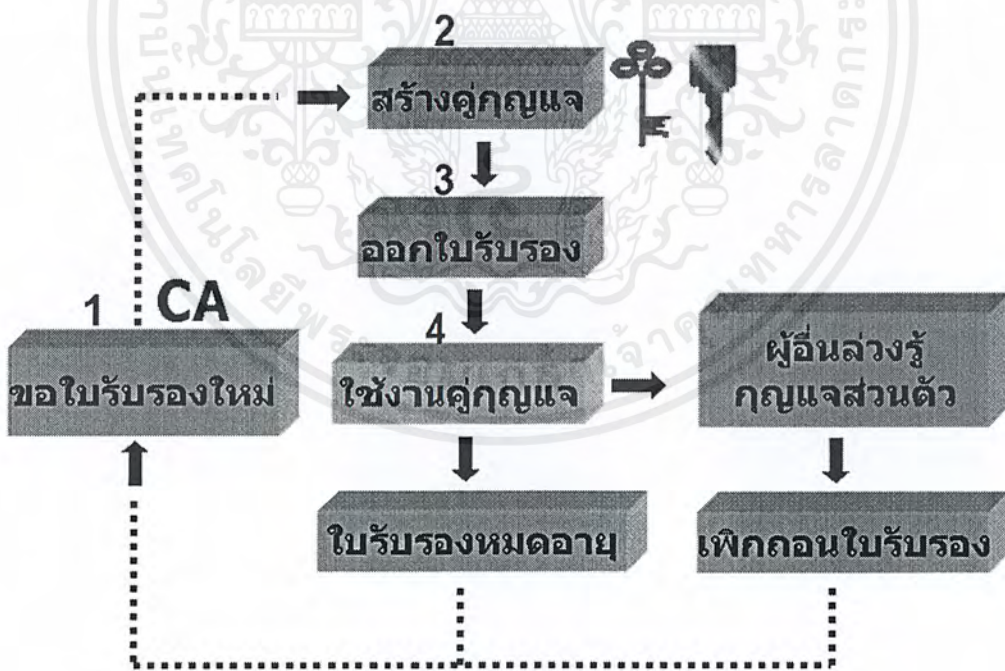 2
สร้างคู่กุญแจ
3
ออกใบรับรอง
1
CA
ขอใบรับรองใหม่
4
ใช้งานคู่กุญแจ
ผู้อื่นล่วงรู้
กุญแจส่วนตัว
ใบรับรองหมดอายุ
เพิกถอนใบรับรอง